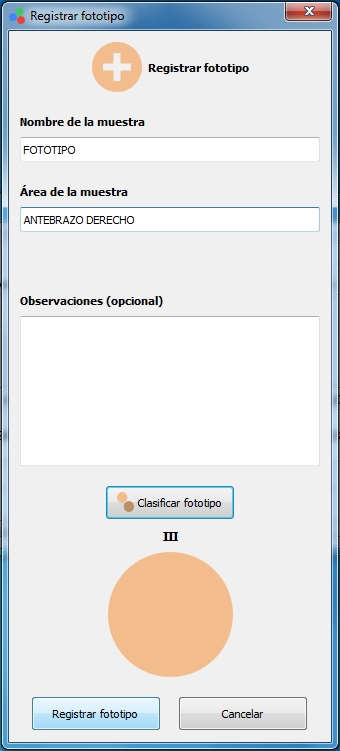 Registrar fototipo
Registrar fototipo
Nombre de la muestra
FOTOTIPO
Área de la muestra
ANTEBRAZO DERECHO
Observaciones (opcional)
Clasificar fototipo
III
Registrar fototipo
Cancelar